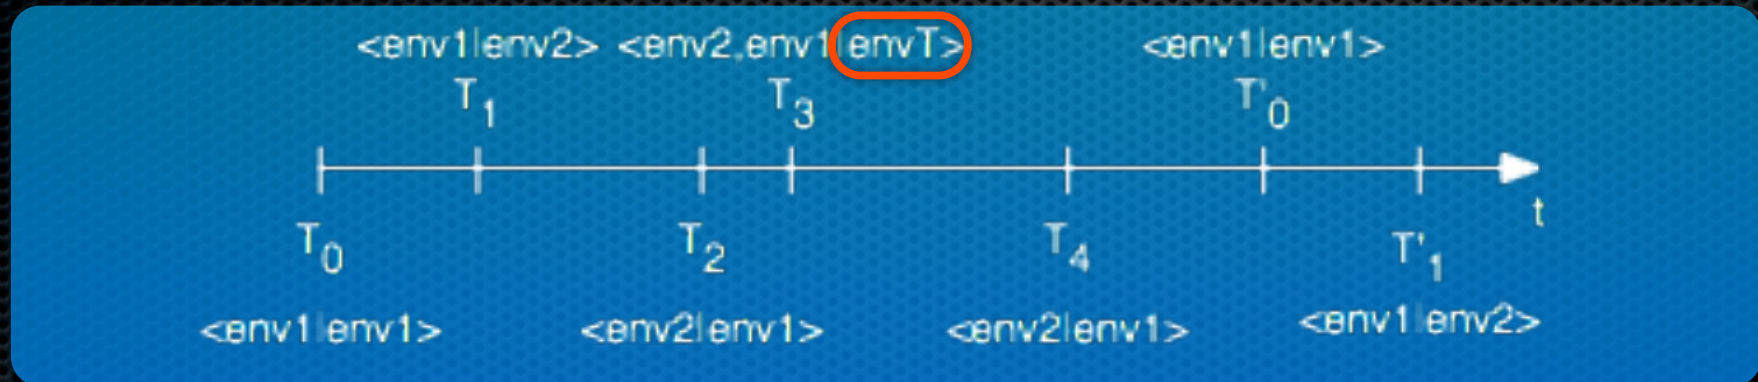 <env1|env2> <env2,env1|envT> <env1|env1>
T1 T3 T'0
t
T0 T2 T4 T'1
<env1|env1> <env2|env1> <env2|env1> <env1|env2>